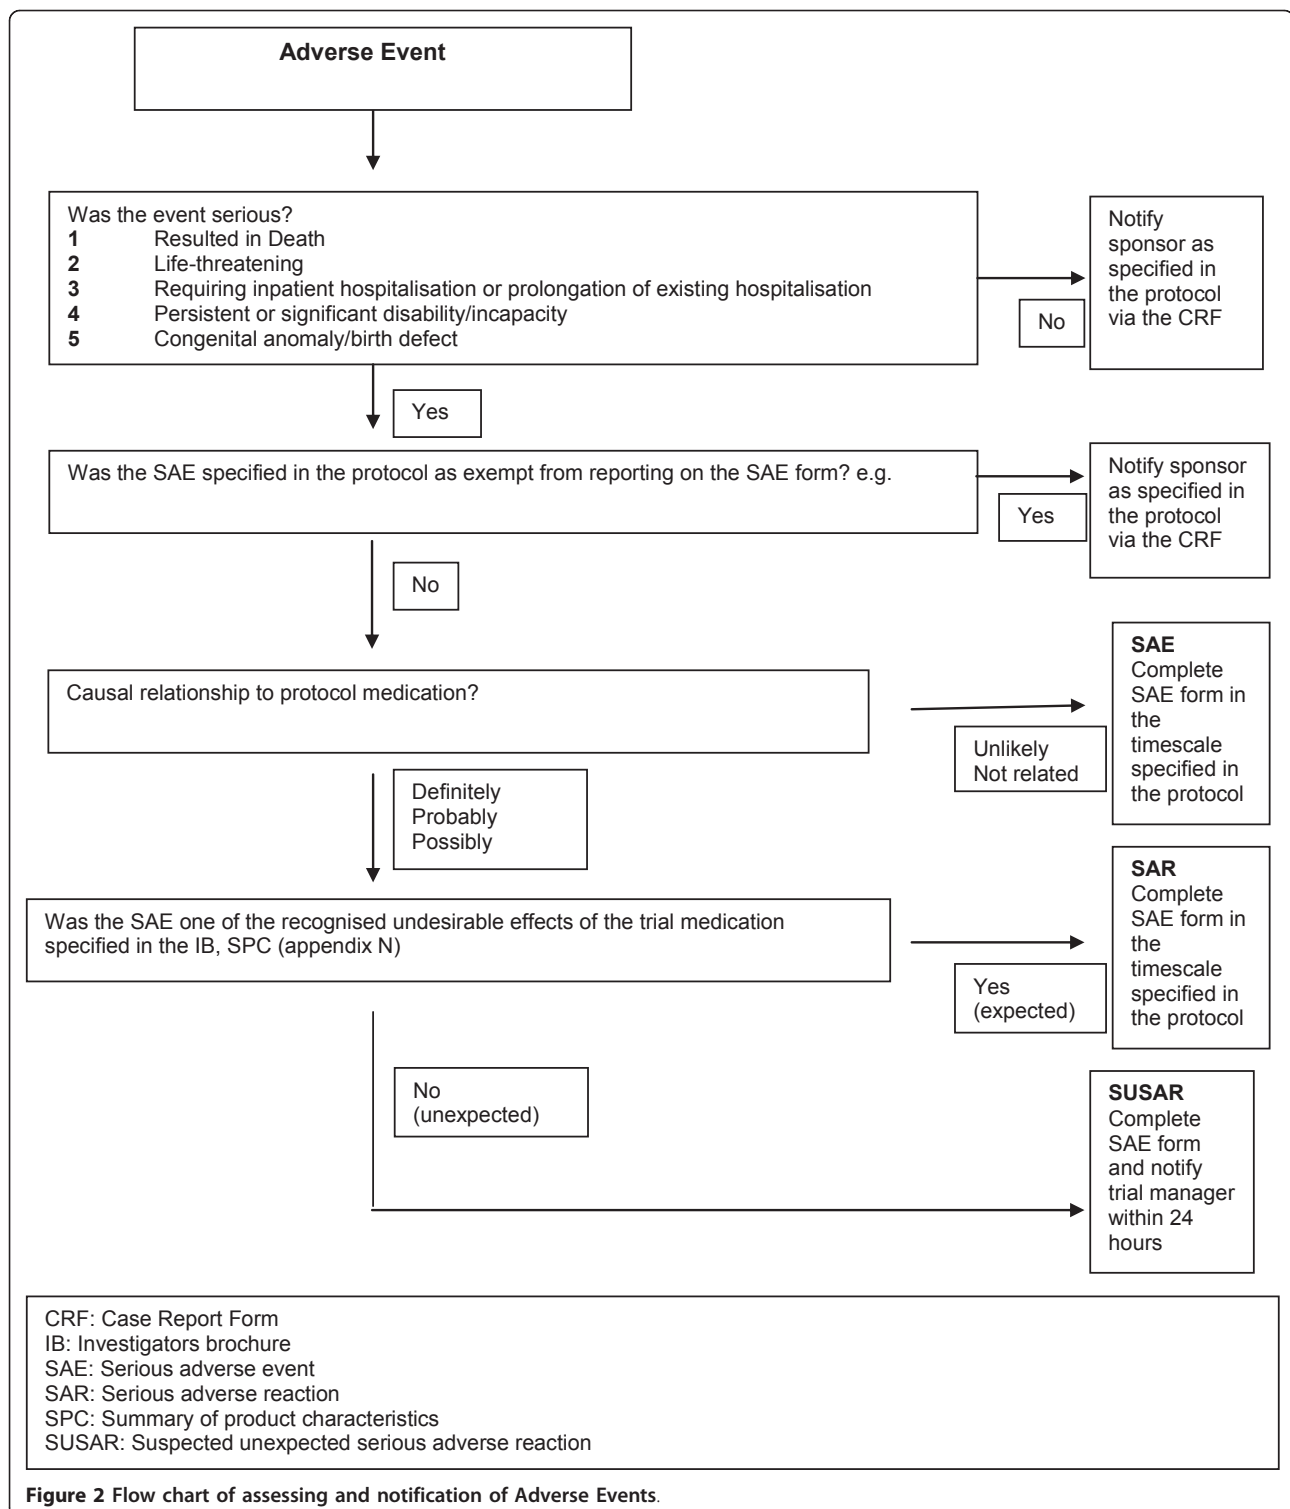 Adverse Event
Was the event serious?
1 Resulted in Death
2 Life-threatening
3 Requiring inpatient hospitalisation or prolongation of existing hospitalisation
4 Persistent or significant disability/incapacity
5 Congenital anomaly/birth defect
No
Notify
sponsor as
specified in
the protocol
via the CRF
Yes
Was the SAE specified in the protocol as exempt from reporting on the SAE form? e.g.
Yes
Notify sponsor
as specified in
the protocol
via the CRF
No
Causal relationship to protocol medication?
Unlikely
Not related
SAE
Complete
SAE form in
the
timescale
specified in
the protocol
Definitely
Probably
Possibly
Was the SAE one of the recognised undesirable effects of the trial medication
specified in the IB, SPC (appendix N)
Yes
(expected)
SAR
Complete
SAE form in
the
timescale
specified in
the protocol
No
(unexpected)
SUSAR
Complete
SAE form
and notify
trial manager
within 24
hours
CRF: Case Report Form
IB: Investigators brochure
SAE: Serious adverse event
SAR: Serious adverse reaction
SPC: Summary of product characteristics
SUSAR: Suspected unexpected serious adverse reaction
Figure 2 Flow chart of assessing and notification of Adverse Events.